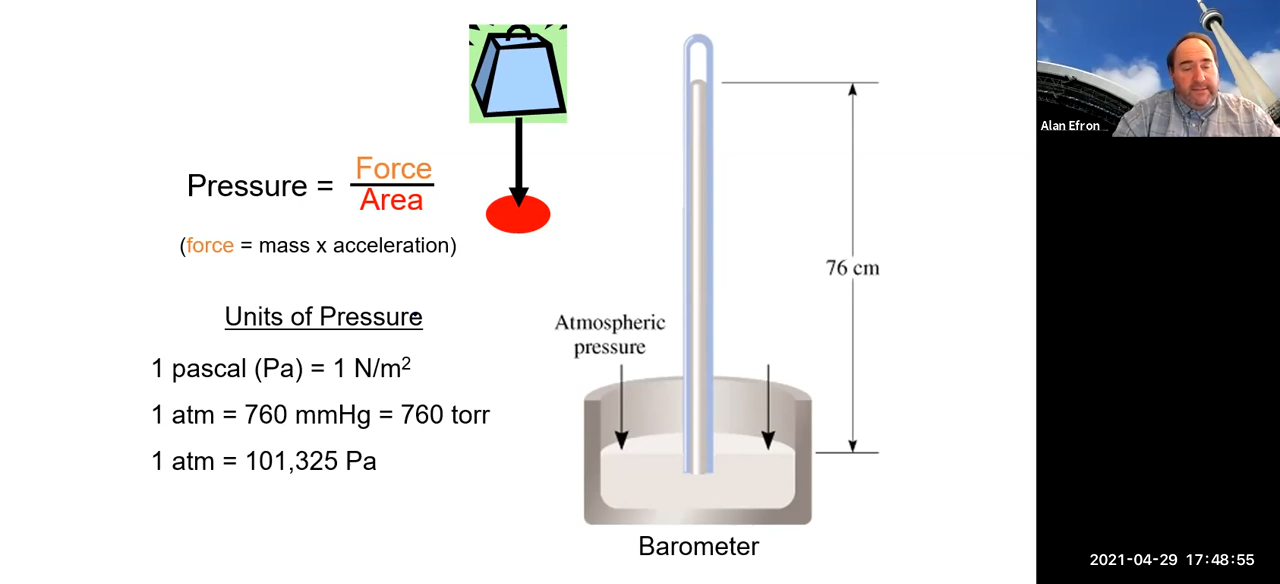 Pressure = Force
Area
(force = mass x acceleration)
Units of Pressure
1 pascal (Pa) = 1 N/m²
1 atm = 760 mmHg = 760 torr
1 atm = 101,325 Pa
76 cm
Atmospheric
pressure
Barometer
Alan Efron
2021-04-29 17:48:55